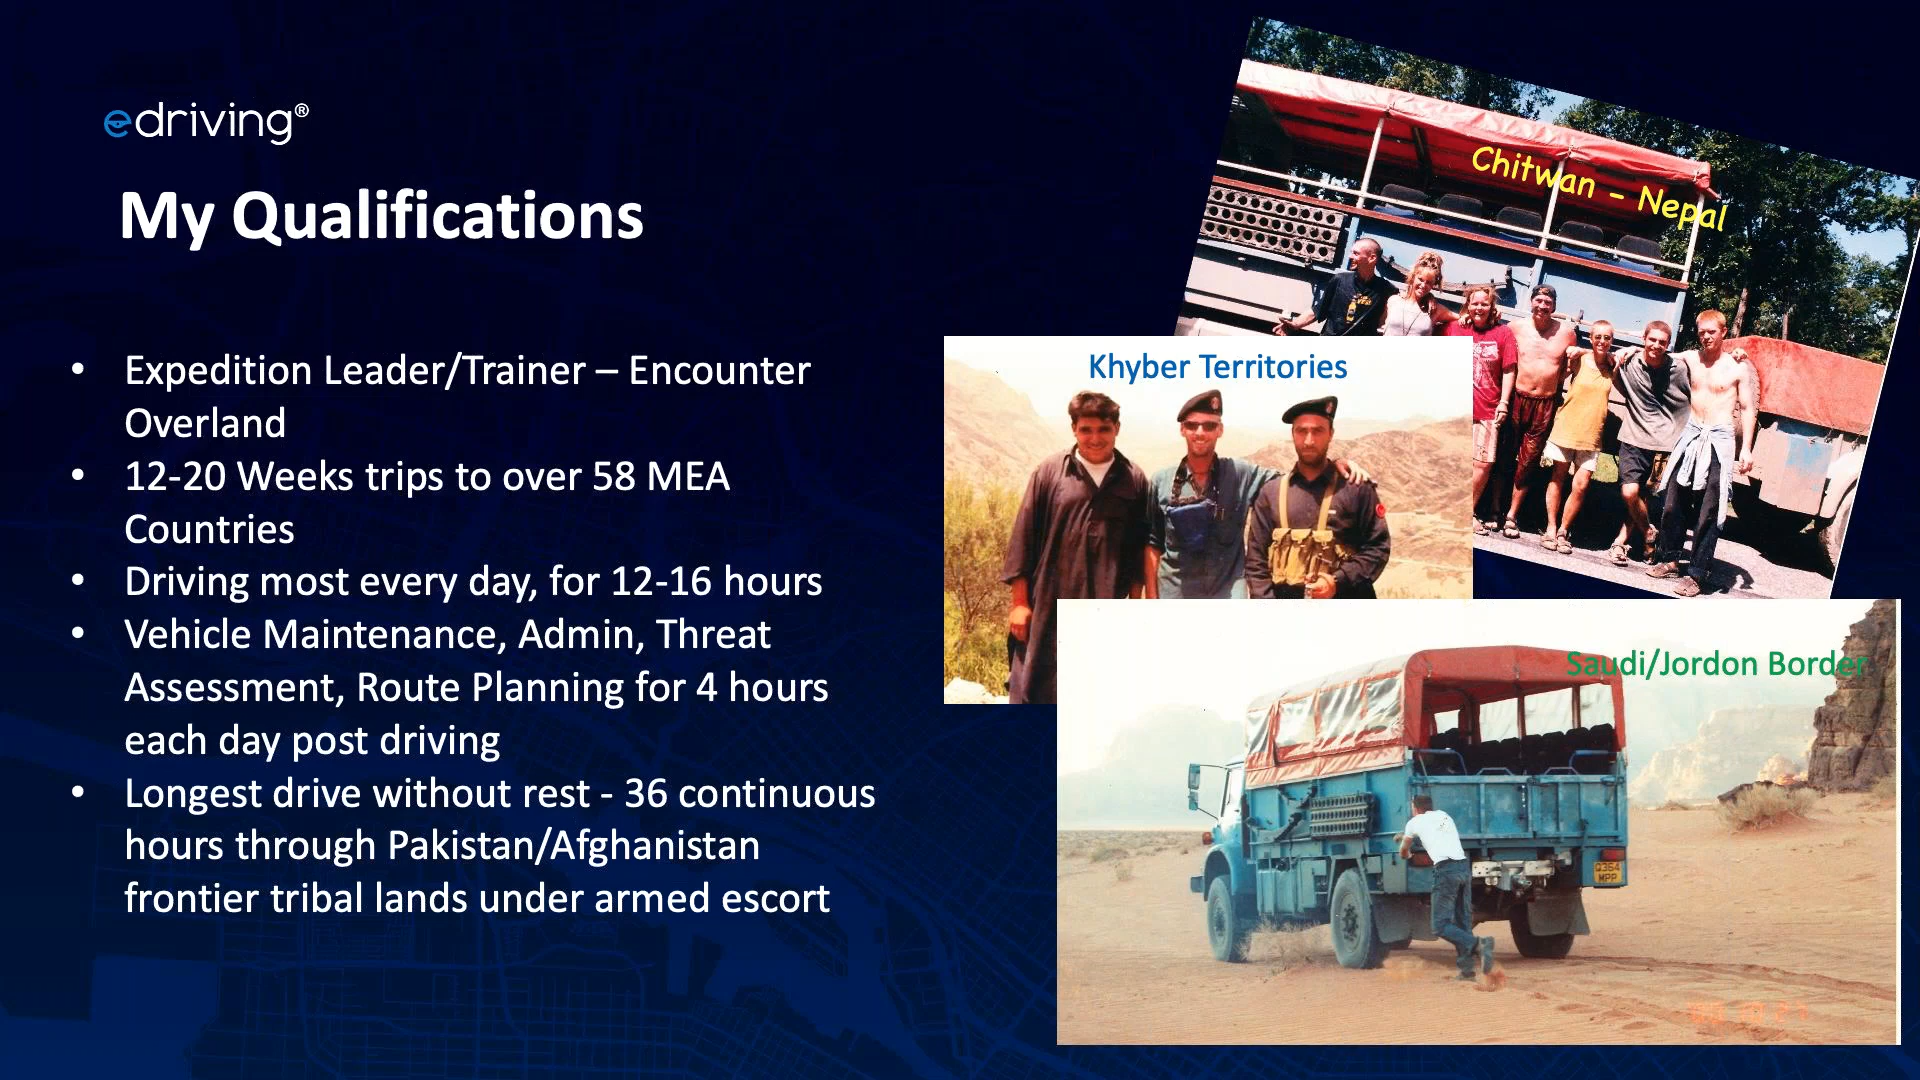 edriving®
My Qualifications
• Expedition Leader/Trainer – Encounter
Overland
• 12-20 Weeks trips to over 58 MEA
Countries
• Driving most every day, for 12-16 hours
• Vehicle Maintenance, Admin, Threat
Assessment, Route Planning for 4 hours
each day post driving
• Longest drive without rest - 36 continuous
hours through Pakistan/Afghanistan
frontier tribal lands under armed escort
Chitwan – Nepal
Khyber Territories
Saudi/Jordon Border
Q364
MPP